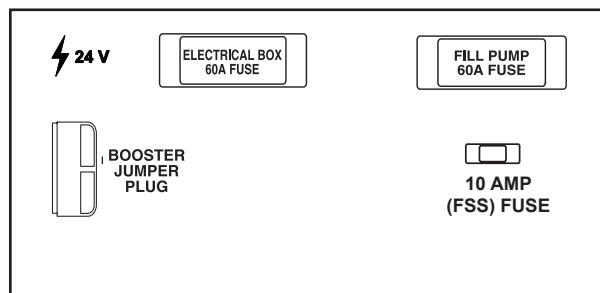 24 V
ELECTRICAL BOX
60A FUSE
FILL PUMP
60A FUSE
BOOSTER
JUMPER
PLUG
10 AMP
(FSS) FUSE